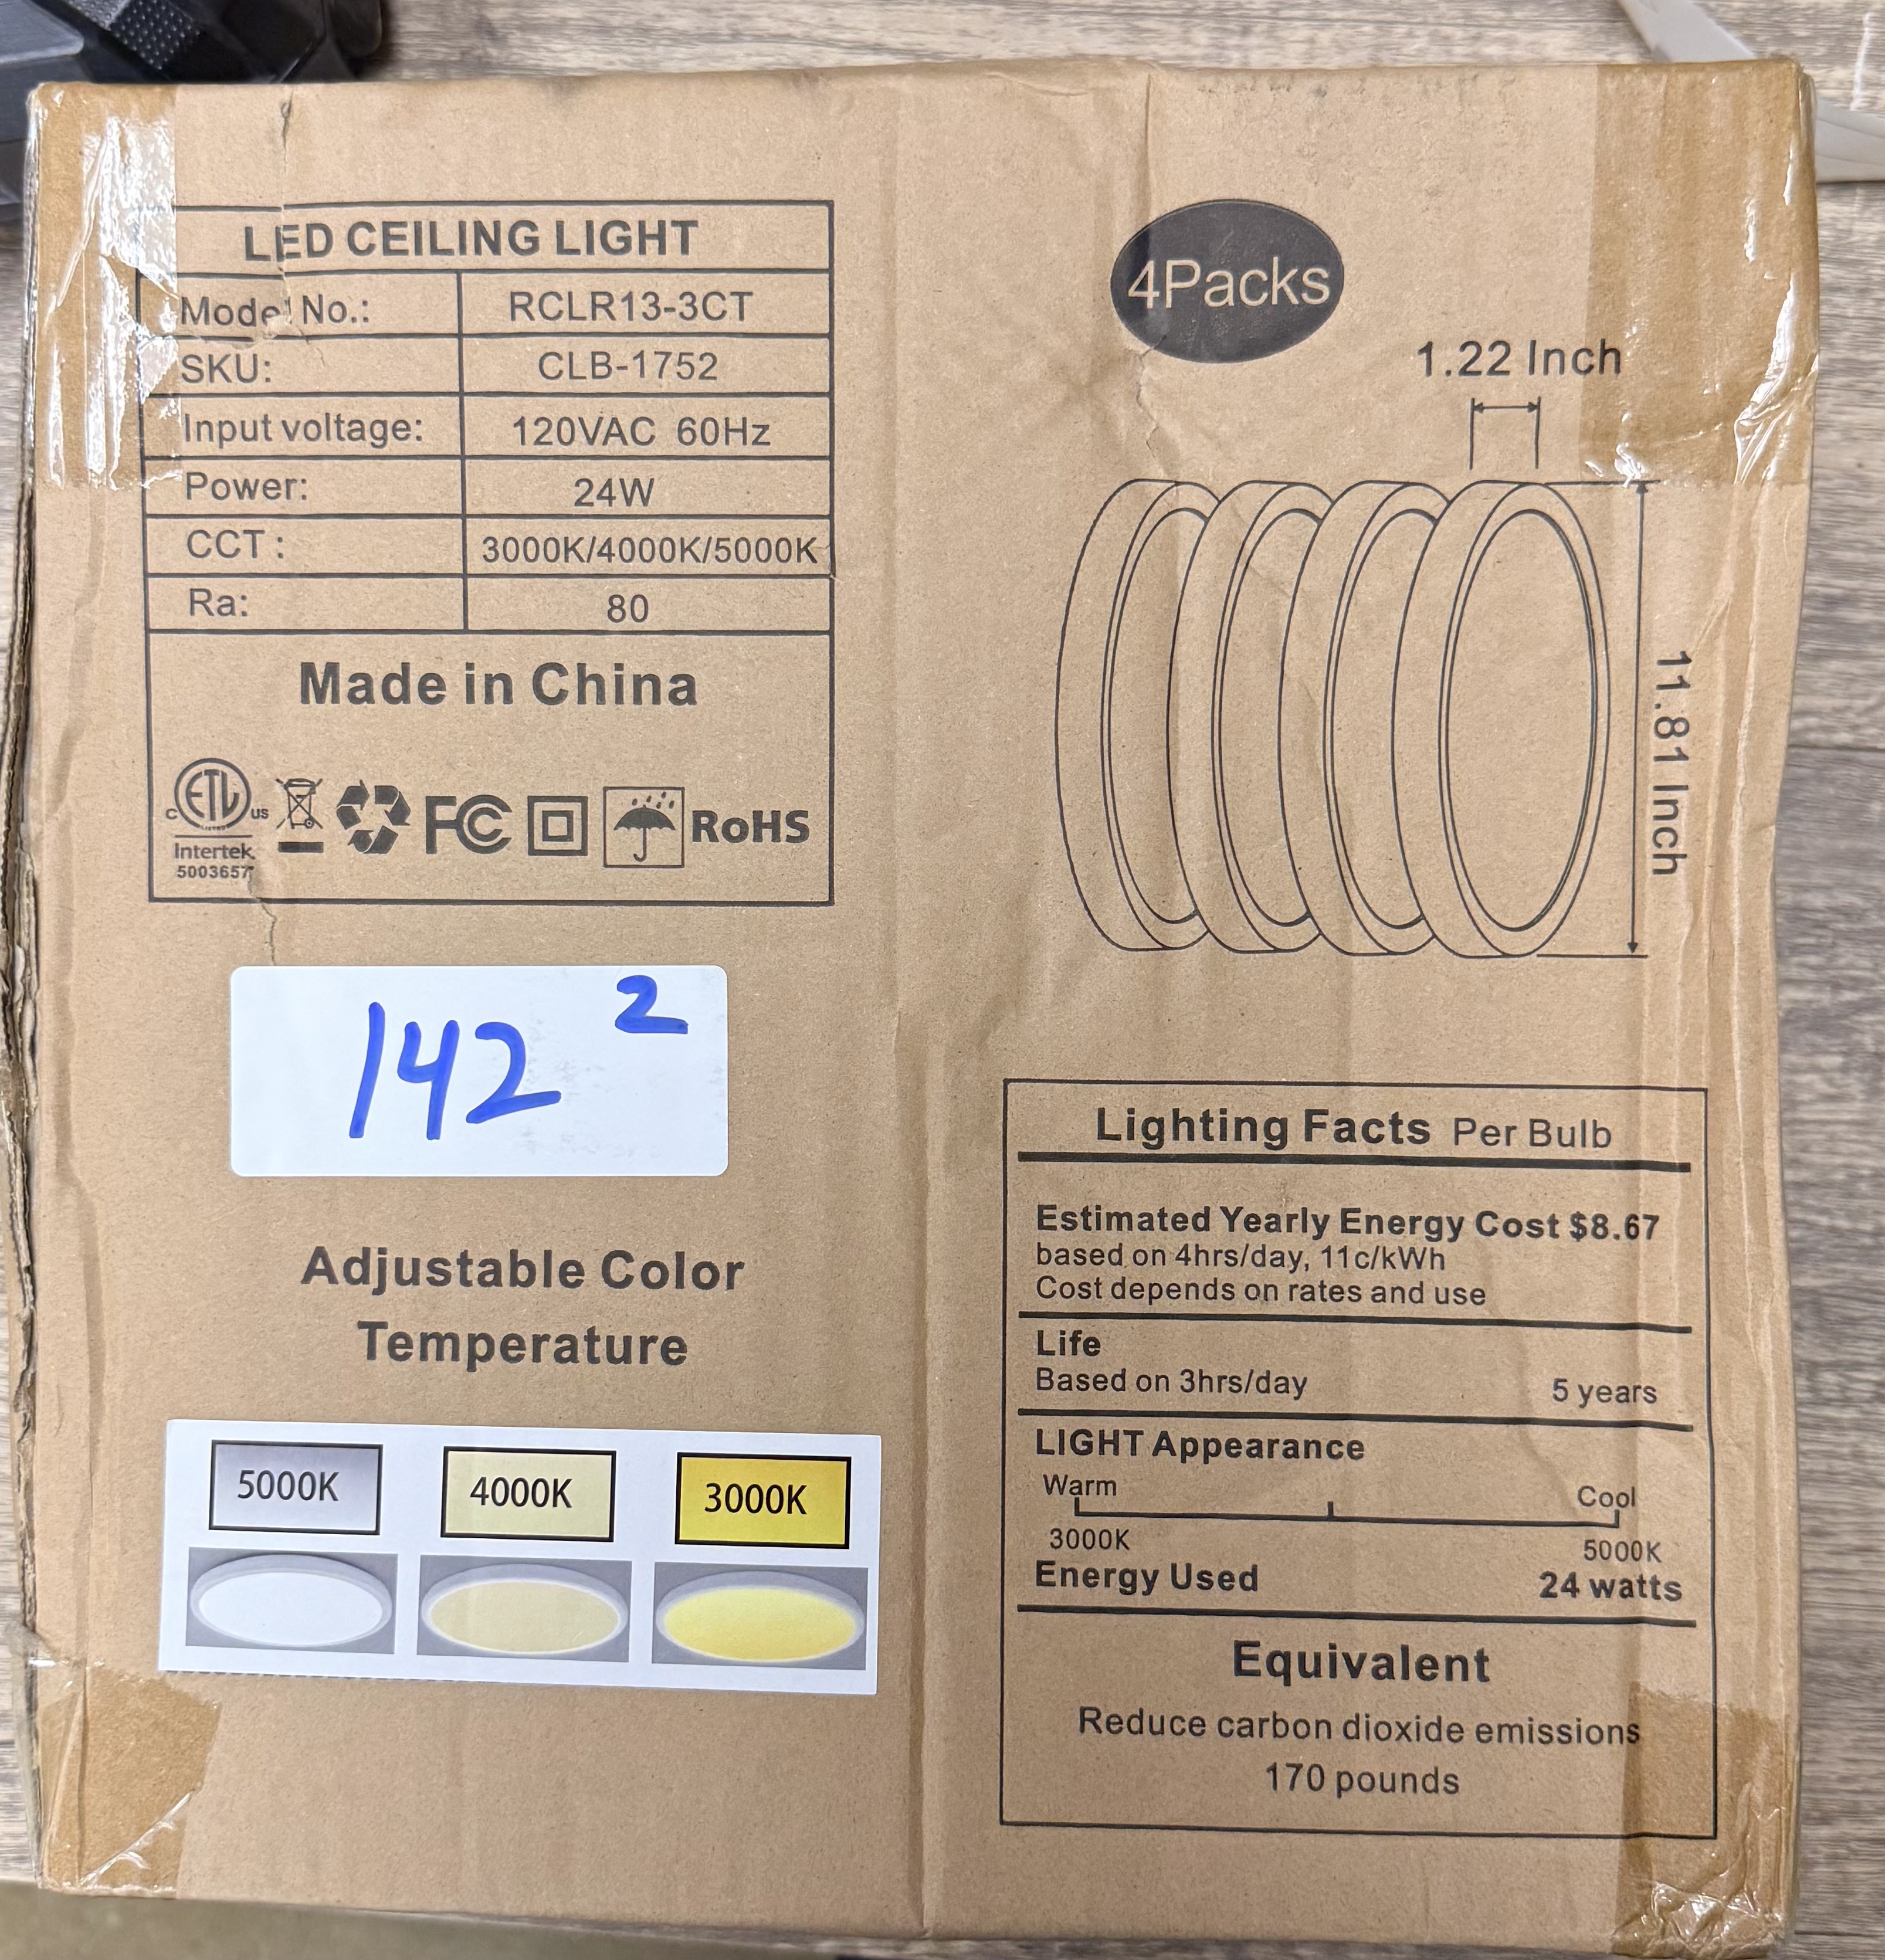 LED CEILING LIGHT
Model No.: RCLR13-3CT
SKU: CLB-1752
Input voltage: 120VAC 60Hz
Power: 24W
CCT : 3000K/4000K/5000K
Ra: 80
Made in China
ETL
C US
LISTED
Intertek
5003657
FC
RoHS
142 2
Adjustable Color
Temperature
5000K 4000K 3000K
4Packs
1.22 Inch
11.81 Inch
Lighting Facts Per Bulb
Estimated Yearly Energy Cost $8.67
based on 4hrs/day, 11c/kWh
Cost depends on rates and use
Life
Based on 3hrs/day 5 years
LIGHT Appearance
Warm Cool
3000K 5000K
Energy Used 24 watts
Equivalent
Reduce carbon dioxide emissions
170 pounds